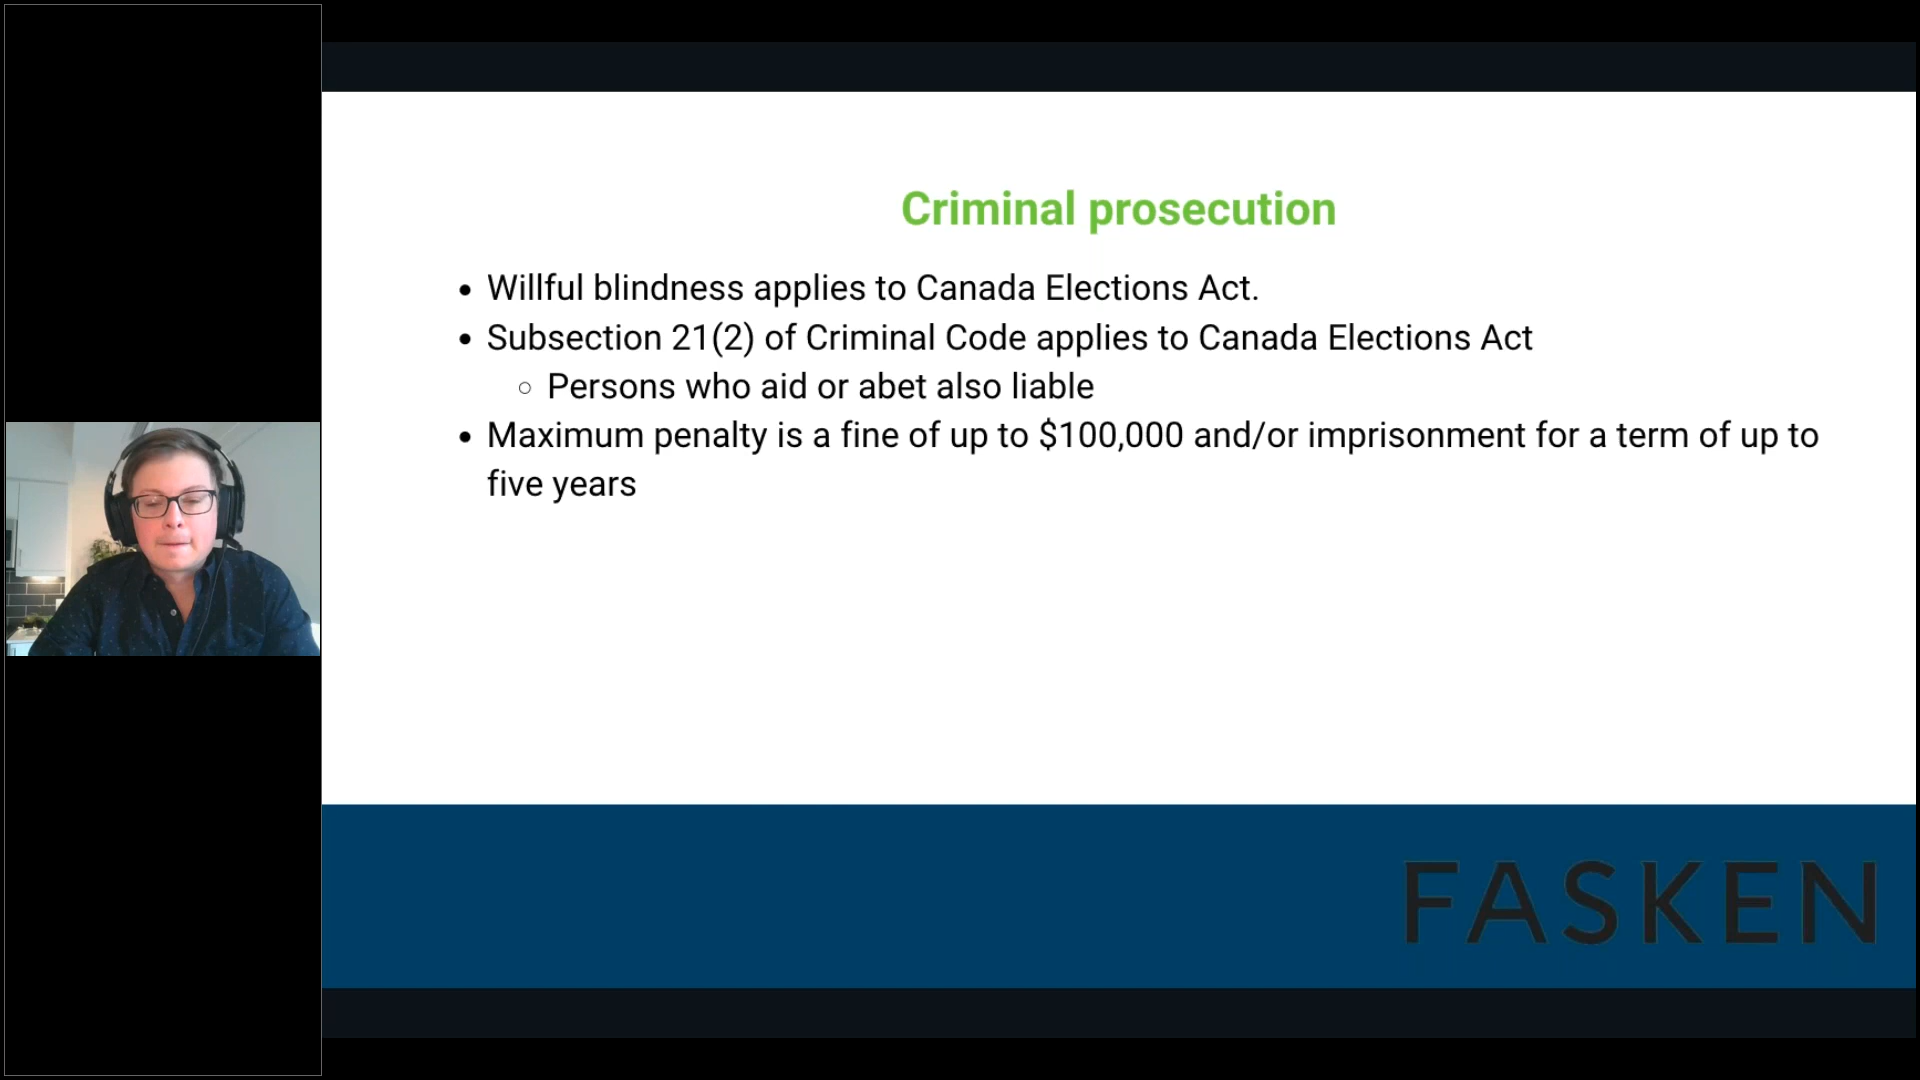 Criminal prosecution
• Willful blindness applies to Canada Elections Act.
• Subsection 21(2) of Criminal Code applies to Canada Elections Act
○ Persons who aid or abet also liable
• Maximum penalty is a fine of up to $100,000 and/or imprisonment for a term of up to
five years
FASKEN